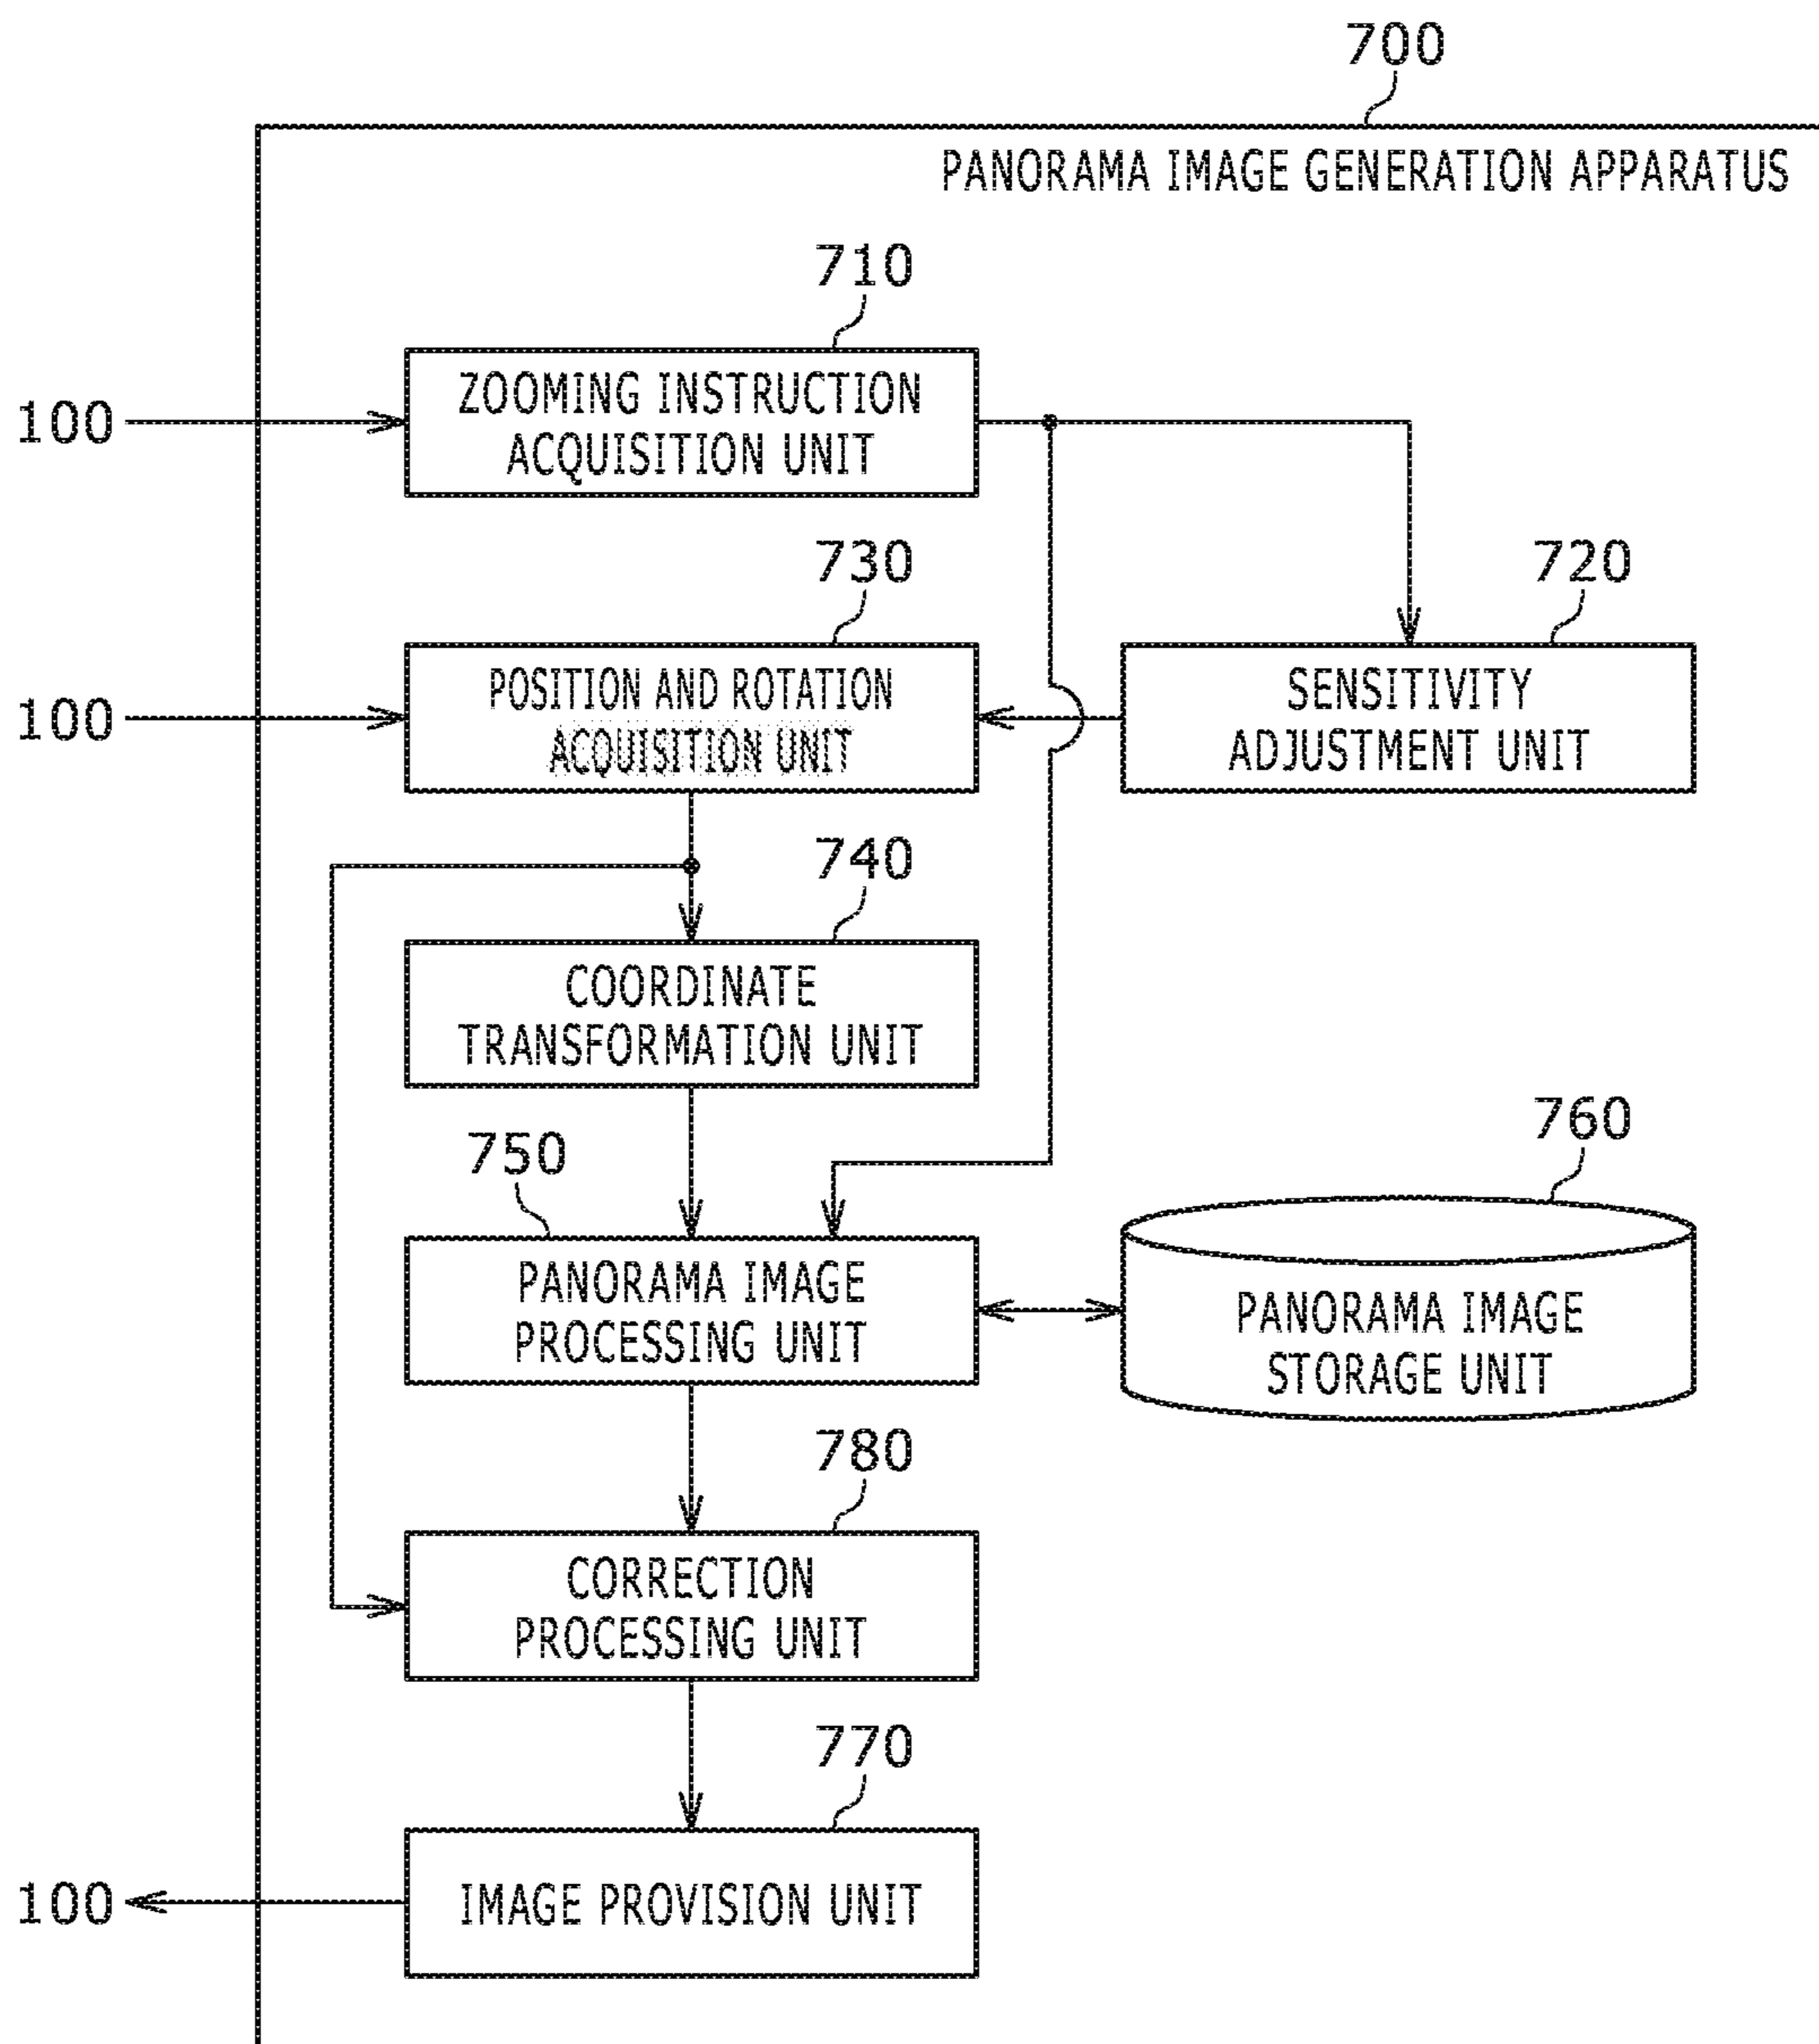 700
PANORAMA IMAGE GENERATION APPARATUS
710
100
ZOOMING INSTRUCTION
ACQUISITION UNIT
730
720
100
POSITION AND ROTATION
ACQUISITION UNIT
SENSITIVITY
ADJUSTMENT UNIT
740
COORDINATE
TRANSFORMATION UNIT
750
760
PANORAMA IMAGE
PROCESSING UNIT
PANORAMA IMAGE
STORAGE UNIT
780
CORRECTION
PROCESSING UNIT
770
100
IMAGE PROVISION UNIT